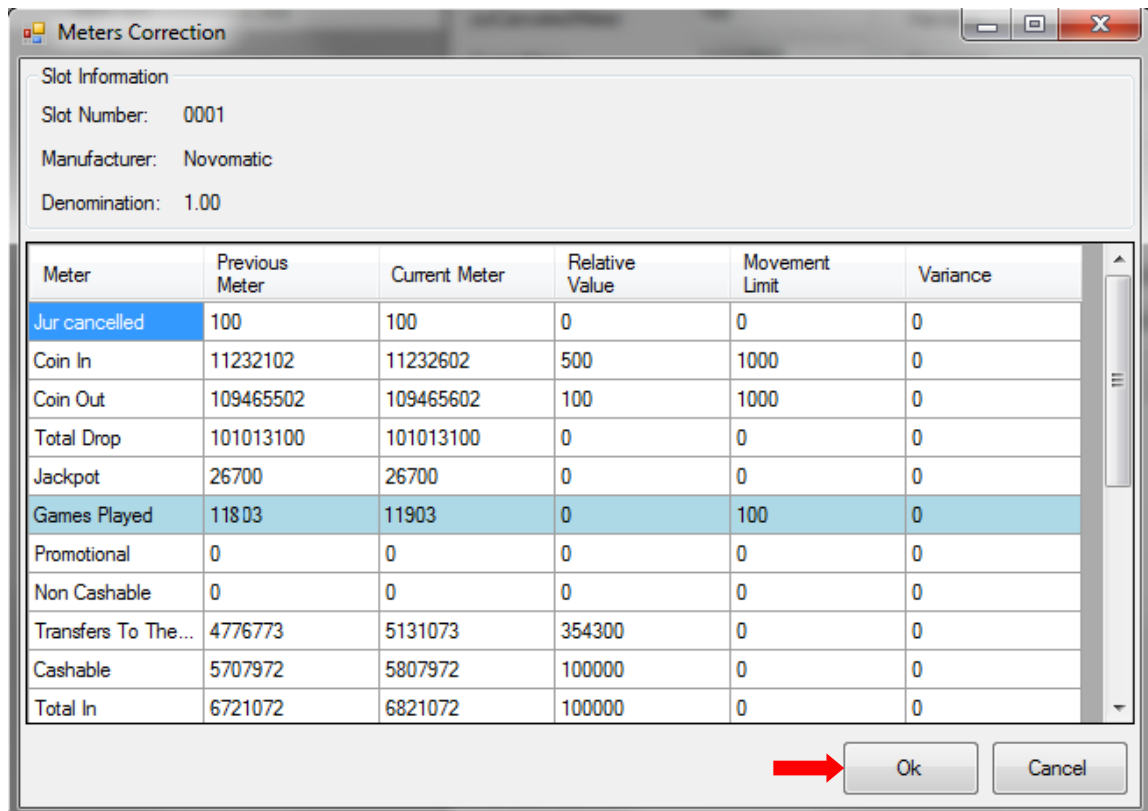 Meters Correction
Slot Information
Slot Number: 0001
Manufacturer: Novomatic
Denomination: 1.00
Meter Previous Meter Current Meter Relative Value Movement Limit Variance
Jur cancelled 100 100 0 0 0
Coin In 11232102 11232602 500 1000 0
Coin Out 109465502 109465602 100 1000 0
Total Drop 101013100 101013100 0 0 0
Jackpot 26700 26700 0 0 0
Games Played 11803 11903 0 100 0
Promotional 0 0 0 0 0
Non Cashable 0 0 0 0 0
Transfers To The... 4776773 5131073 354300 0 0
Cashable 5707972 5807972 100000 0 0
Total In 6721072 6821072 100000 0 0
Ok Cancel